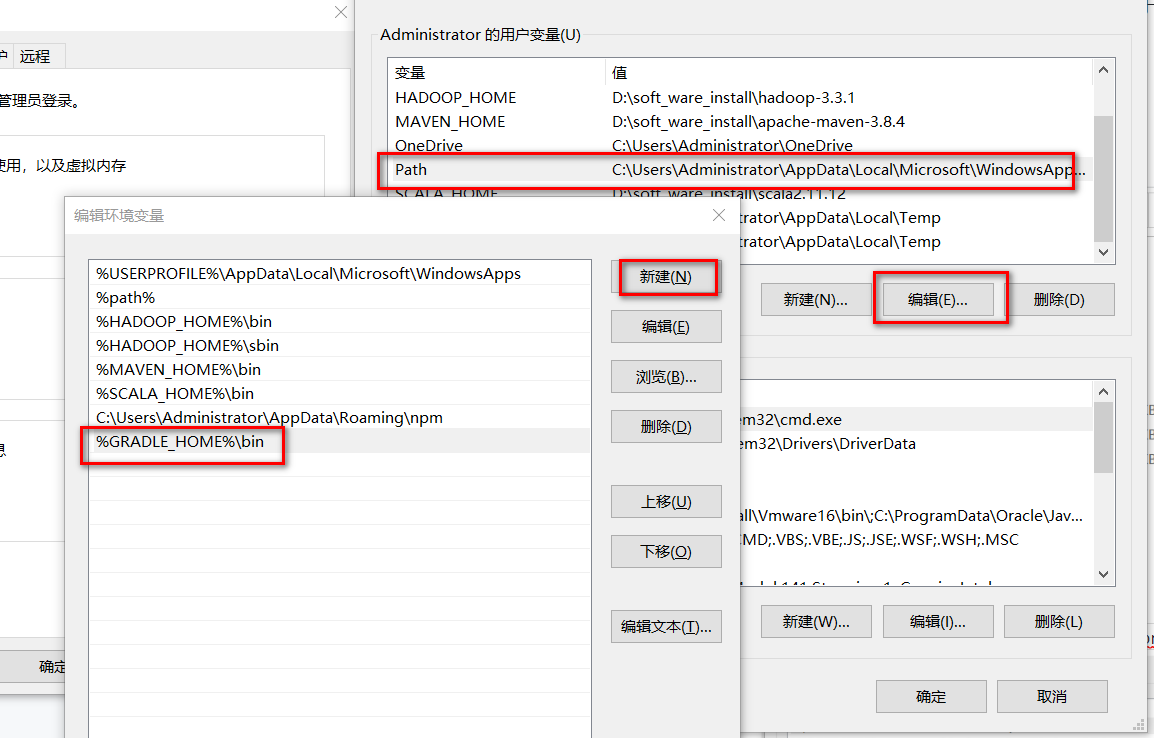 远程
管理员登录。
使用，以及虚拟内存
确定
Administrator 的用户变量(U)
变量 值
HADOOP_HOME D:\soft_ware_install\hadoop-3.3.1
MAVEN_HOME D:\soft_ware_install\apache-maven-3.8.4
OneDrive C:\Users\Administrator\OneDrive
Path C:\Users\Administrator\AppData\Local\Microsoft\WindowsApp...
SCALA_HOME D:\soft_ware_install\scala2.11.12
trator\AppData\Local\Temp
trator\AppData\Local\Temp
新建(N)... 编辑(E)... 删除(D)
em32\cmd.exe
em32\Drivers\DriverData
all\Vmware16\bin\;C:\ProgramData\Oracle\Jav...
CMD;.VBS;.VBE;.JS;.JSE;.WSF;.WSH;.MSC
新建(W)... 编辑(I)... 删除(L)
确定 取消
编辑环境变量
%USERPROFILE%\AppData\Local\Microsoft\WindowsApps
%path%
%HADOOP_HOME%\bin
%HADOOP_HOME%\sbin
%MAVEN_HOME%\bin
%SCALA_HOME%\bin
C:\Users\Administrator\AppData\Roaming\npm
%GRADLE_HOME%\bin
新建(N)
编辑(E)
浏览(B)...
删除(D)
上移(U)
下移(O)
编辑文本(T)...